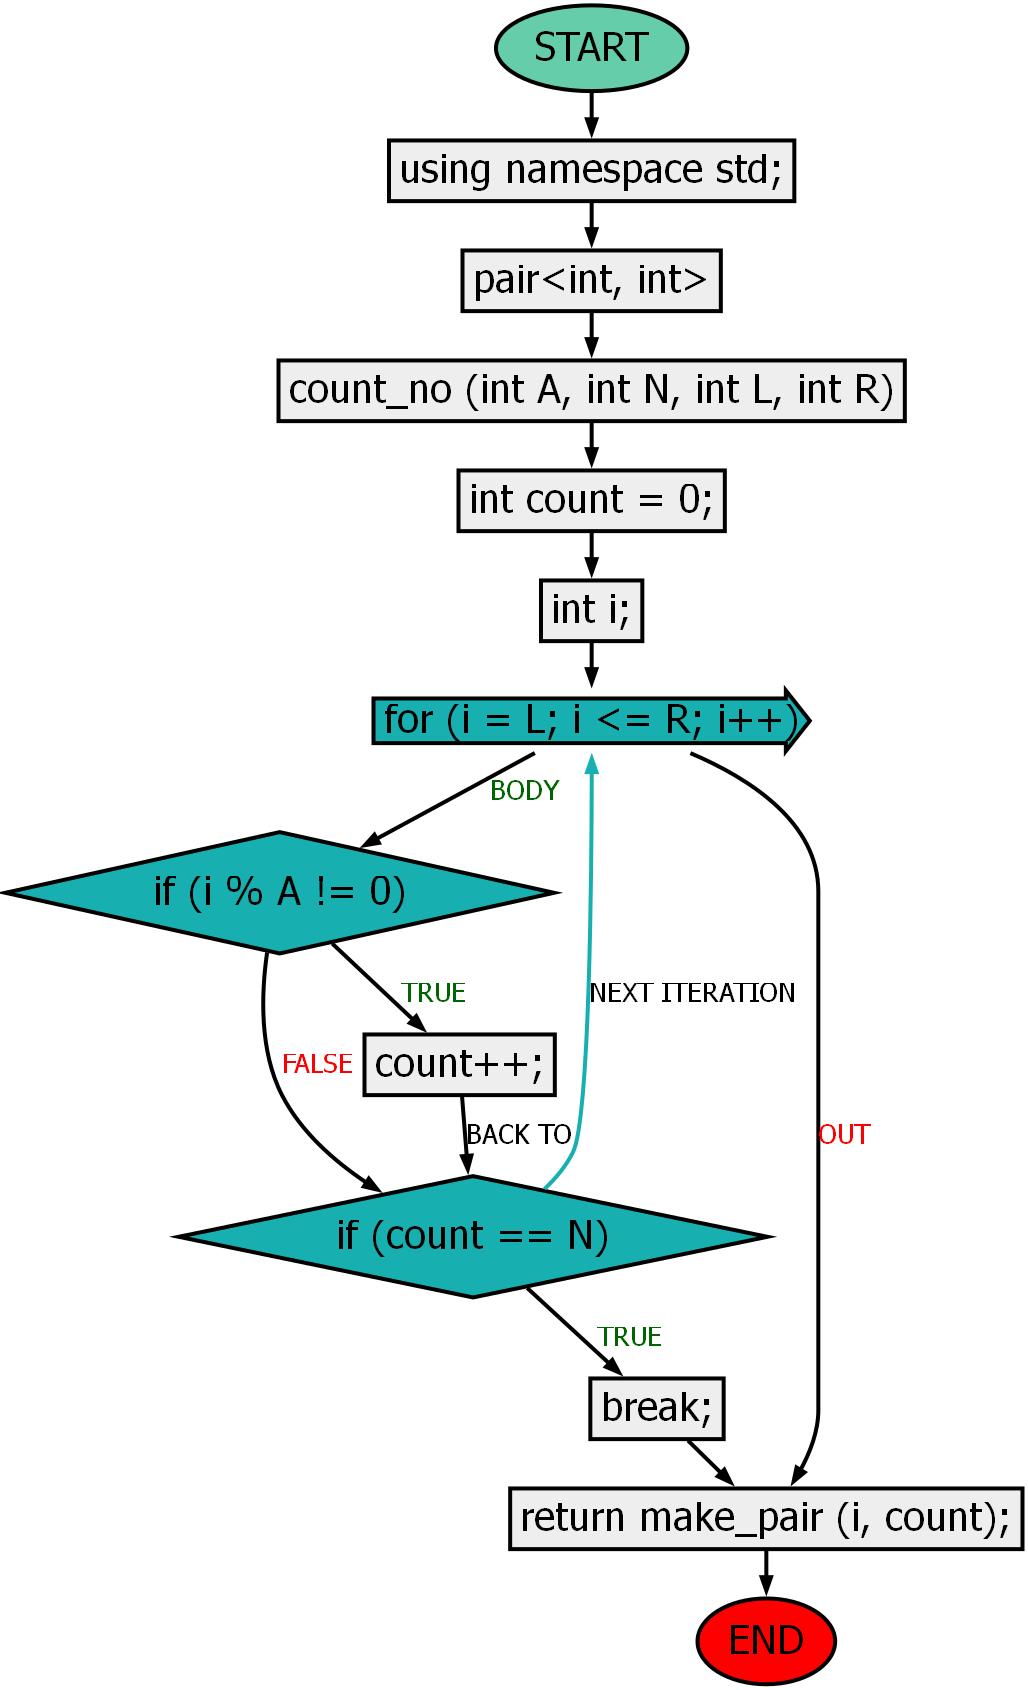 START
using namespace std;
pair<int, int>
count_no (int A, int N, int L, int R)
int count = 0;
int i;
for (i = L; i <= R; i++)
BODY
if (i % A != 0)
TRUE
NEXT ITERATION
FALSE
count++;
BACK TO
OUT
if (count == N)
TRUE
break;
return make_pair (i, count);
END